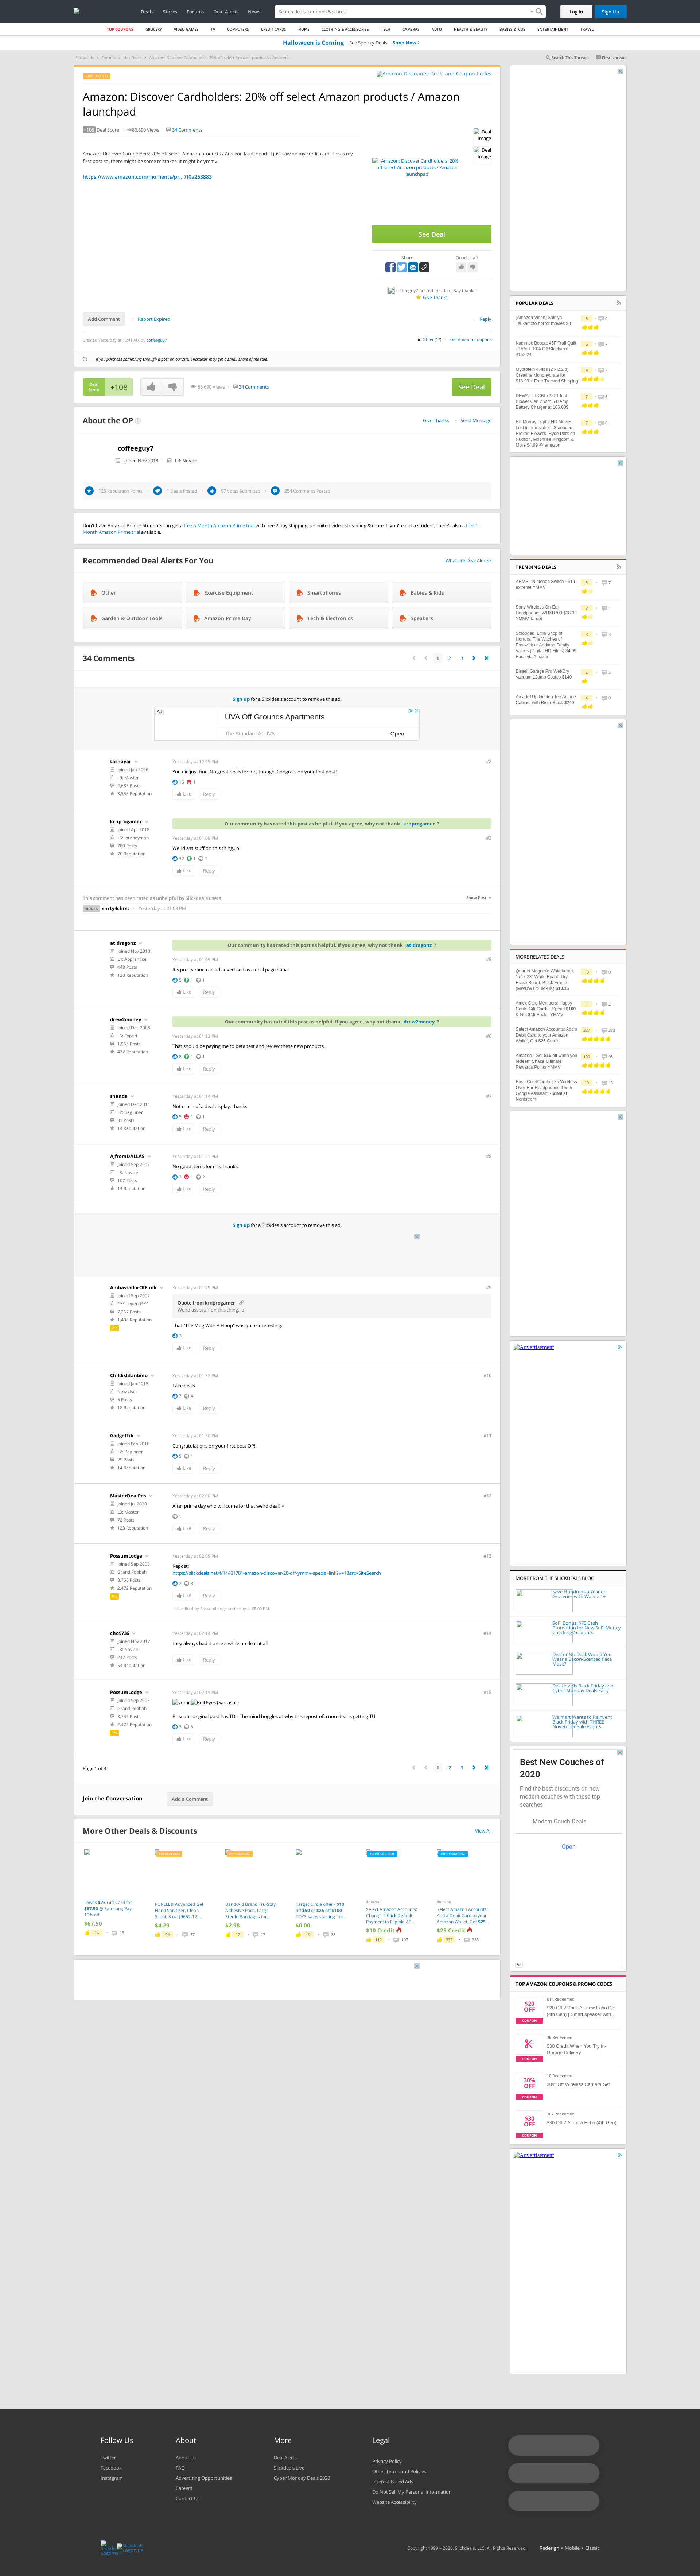 Deals Stores Forums Deal Alerts News
Search deals, coupons & stores
Log In
Sign Up
TOP COUPONS GROCERY VIDEO GAMES TV COMPUTERS CREDIT CARDS HOME CLOTHING & ACCESSORIES TECH CAMERAS AUTO HEALTH & BEAUTY BABIES & KIDS ENTERTAINMENT TRAVEL
Halloween is Coming See Spooky Deals Shop Now
Slickdeals > Forums > Hot Deals > Amazon: Discover Cardholders: 20% off select Amazon products / Amazon ...
Search This Thread
First Unread
Amazon Discounts, Deals and Coupon Codes
Amazon: Discover Cardholders: 20% off select Amazon products / Amazon launchpad
+108 Deal Score
86,690 Views
34 Comments
Amazon: Discover Cardholders: 20% off select Amazon products / Amazon launchpad - I just saw on my credit card. This is my first post so, there might be some mistakes. It might be ymmv
https://www.amazon.com/moments/pr...7f0a253883
Amazon: Discover Cardholders: 20% off select Amazon products / Amazon launchpad
Deal Image
Deal Image
See Deal
Share
Good deal?
coffeeguy7 posted this deal. Say thanks!
Give Thanks
Add Comment
Report Expired
Reply
Created Yesterday at 10:41 AM by coffeeguy7
Other (17)
Get Amazon Coupons
If you purchase something through a post on our site, Slickdeals may get a small share of the sale.
Deal Score +108
86,690 Views
34 Comments
See Deal
About the OP
Give Thanks
Send Message
coffeeguy7
Joined Nov 2018
L3: Novice
125 Reputation Points
1 Deals Posted
97 Votes Submitted
254 Comments Posted
Don't have Amazon Prime? Students can get a free 6-Month Amazon Prime trial with free 2-day shipping, unlimited video streaming & more. If you're not a student, there's also a free 1-Month Amazon Prime trial available.
Recommended Deal Alerts For You
What are Deal Alerts?
Other
Exercise Equipment
Smartphones
Babies & Kids
Garden & Outdoor Tools
Amazon Prime Day
Tech & Electronics
Speakers
34 Comments
1 2 3
Sign up for a Slickdeals account to remove this ad.
Ad
UVA Off Grounds Apartments
The Standard At UVA
Open
tashayar
Joined Jan 2006
L9: Master
4,685 Posts
3,556 Reputation
Yesterday at 12:05 PM
#2
You did just fine. No great deals for me, though. Congrats on your first post!
16 1
Like Reply
krnprogamer
Joined Apr 2018
L5: Journeyman
780 Posts
70 Reputation
Our community has rated this post as helpful. If you agree, why not thank krnprogamer ?
Yesterday at 01:08 PM
#3
Weird ass stuff on this thing..lol
32 1 1
Like Reply
This comment has been rated as unhelpful by Slickdeals users
Show Post
HIDDEN shrty4chrst Yesterday at 01:08 PM
atldragonz
Joined Nov 2010
L4: Apprentice
448 Posts
120 Reputation
Our community has rated this post as helpful. If you agree, why not thank atldragonz ?
Yesterday at 01:09 PM
#5
It's pretty much an ad advertised as a deal page haha
5 1 1
Like Reply
drew2money
Joined Dec 2008
L6: Expert
1,366 Posts
472 Reputation
Our community has rated this post as helpful. If you agree, why not thank drew2money ?
Yesterday at 01:12 PM
#6
That should be paying me to beta test and review these new products.
8 1 1
Like Reply
snanda
Joined Dec 2011
L2: Beginner
31 Posts
14 Reputation
Yesterday at 01:14 PM
#7
Not much of a deal display. thanks
5 1 1
Like Reply
AJfromDALLAS
Joined Sep 2017
L3: Novice
107 Posts
14 Reputation
Yesterday at 01:21 PM
#8
No good items for me. Thanks.
3 5 2
Like Reply
Sign up for a Slickdeals account to remove this ad.
AmbassadorOfFunk
Joined Sep 2007
*** Legend***
7,267 Posts
1,408 Reputation
Pro
Yesterday at 01:29 PM
#9
Quote from krnprogamer
Weird ass stuff on this thing..lol
That "The Mug With A Hoop" was quite interesting.
3
Like Reply
Childishfanbino
Joined Jan 2015
New User
5 Posts
18 Reputation
Yesterday at 01:33 PM
#10
Fake deals
7 4
Like Reply
Gadgetfrk
Joined Feb 2016
L2: Beginner
25 Posts
14 Reputation
Yesterday at 01:50 PM
#11
Congratulations on your first post OP!
5 1
Like Reply
MasterDealPos
Joined Jul 2020
L3: Master
72 Posts
123 Reputation
Yesterday at 02:00 PM
#12
After prime day who will come for that weird deal:
1
Like Reply
PossumLodge
Joined Sep 2005
Grand Poobah
8,756 Posts
2,472 Reputation
Pro
Yesterday at 02:05 PM
#13
Repost:
https://slickdeals.net/f/14401781-amazon-discover-20-off-ymmv-special-link?v=1&src=SiteSearch
2 3
Like Reply
Last edited by PossumLodge Yesterday at 05:00 PM.
cho9736
Joined Nov 2017
L3: Novice
247 Posts
54 Reputation
Yesterday at 02:14 PM
#14
they always had it once a while no deal at all
Like Reply
PossumLodge
Joined Sep 2005
Grand Poobah
8,756 Posts
2,472 Reputation
Pro
Yesterday at 02:19 PM
#15
vomit Roll Eyes (Sarcastic)
Previous original post has TDs. The mind boggles at why this repost of a non-deal is getting TU.
3 5
Like Reply
Page 1 of 3
1 2 3
Join the Conversation
Add a Comment
More Other Deals & Discounts
View All
Lowes $75 Gift Card for $67.50 @ Samsung Pay - 10% off
$67.50
14 16
PURELL® Advanced Gel Hand Sanitizer, Clean Scent, 8 oz. (9652-12)...
$4.29
96 57
Band-Aid Brand Tru-Stay Adhesive Pads, Large Sterile Bandages for...
$2.98
17 17
Target Circle offer - $10 off $50 or $25 off $100 TOYS sales starting this...
$0.00
19 26
Amazon
Select Amazon Accounts: Change 1-Click Default Payment to Eligible AE...
$10 Credit
112 107
Amazon
Select Amazon Accounts: Add a Debit Card to your Amazon Wallet, Get $25...
$25 Credit
337 383
POPULAR DEALS
[Amazon Video] Shin'ya Tsukamoto horror movies $3
6 0
Kammok Bobcat 45F Trail Quilt - 15% + 10% Off Stackable $152.24
6 7
Myprotein 4.4lbs (2 x 2.2lb) Creatine Monohydrate for $16.99 + Free Tracked Shipping
9 3
DEWALT DCBL722P1 leaf Blower Gen 2 with 5.0 Amp Battery Charger at 168.00$
7 6
Bill Murray Digital HD Movies: Lost in Translation, Scrooged, Broken Flowers, Hyde Park on Hudson, Moonrise Kingdom & More $4.99 @ amazon
7 8
TRENDING DEALS
ARMS - Nintendo Switch - $19 - extreme YMMV
3 7
Sony Wireless On-Ear Headphones WHXB700 $38.98 YMMV Target
3 1
Scrooged, Little Shop of Horrors, The Witches of Eastwick or Addams Family Values (Digital HD Films) $4.99 Each via Amazon
3 3
Bissell Garage Pro Wet/Dry Vacuum 12amp Costco $140
2 5
Arcade1Up Golden Tee Arcade Cabinet with Riser Black $249
4 0
MORE RELATED DEALS
Quartet Magnetic Whiteboard, 17" x 23" White Board, Dry Erase Board, Black Frame (MWDW1723M-BK) $10.16
10 0
Amex Card Members: Happy Cards Gift Cards - Spend $100 & Get $15 Back - YMMV
11 2
Select Amazon Accounts: Add a Debit Card to your Amazon Wallet, Get $25 Credit
337 383
Amazon - Get $15 off when you redeem Chase Ultimate Rewards Points YMMV
190 95
Bose QuietComfort 35 Wireless Over-Ear Headphones II with Google Assistant - $199 at Nordstrom
19 13
Advertisement
MORE FROM THE SLICKDEALS BLOG
Save Hundreds a Year on Groceries with Walmart+
SoFi Bonus: $75 Cash Promotion for New SoFi Money Checking Accounts
Deal or No Deal: Would You Wear a Bacon-Scented Face Mask?
Dell Unveils Black Friday and Cyber Monday Deals Early
Walmart Wants to Reinvent Black Friday with THREE November Sale Events
Best New Couches of 2020
Find the best discounts on new modern couches with these top searches
Modern Couch Deals
Open
Ad
TOP AMAZON COUPONS & PROMO CODES
$20 OFF
COUPON
614 Redeemed
$20 Off 2 Pack All-new Echo Dot (4th Gen) | Smart speaker with...
COUPON
3k Redeemed
$30 Credit When You Try In-Garage Delivery
30% OFF
COUPON
10 Redeemed
30% Off Wireless Camera Set
$30 OFF
COUPON
387 Redeemed
$30 Off 2 All-new Echo (4th Gen)
Advertisement
Follow Us
Twitter
Facebook
Instagram
About
About Us
FAQ
Advertising Opportunities
Careers
Contact Us
More
Deal Alerts
Slickdeals Live
Cyber Monday Deals 2020
Legal
Privacy Policy
Other Terms and Policies
Interest-Based Ads
Do Not Sell My Personal Information
Website Accessibility
Copyright 1999 - 2020. Slickdeals, LLC. All Rights Reserved.
Redesign • Mobile • Classic